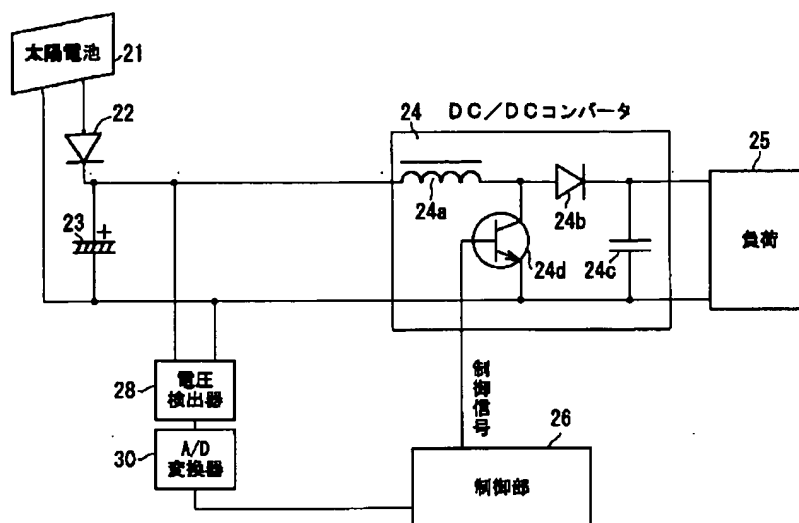 太陽電池
21
22
23
+
24
DC/DCコンバータ
24a
24b
24c
24d
25
負荷
28
電圧
検出器
30
A/D
変換器
制御信号
26
制御部